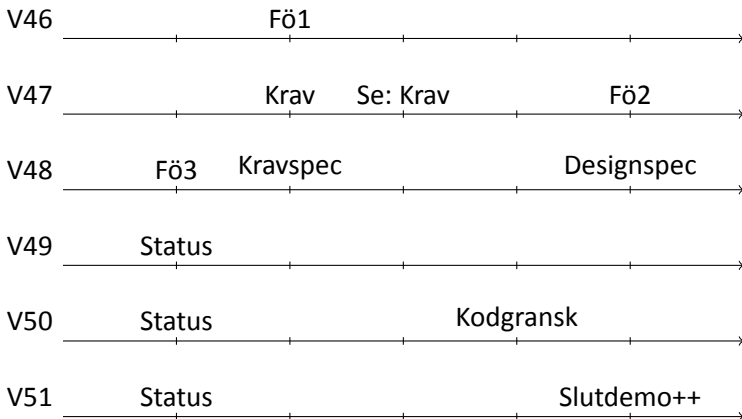 V46 Fö1
V47 Krav Se: Krav Fö2
V48 Fö3 Kravspec Designspec
V49 Status
V50 Status Kodgransk
V51 Status Slutdemo++